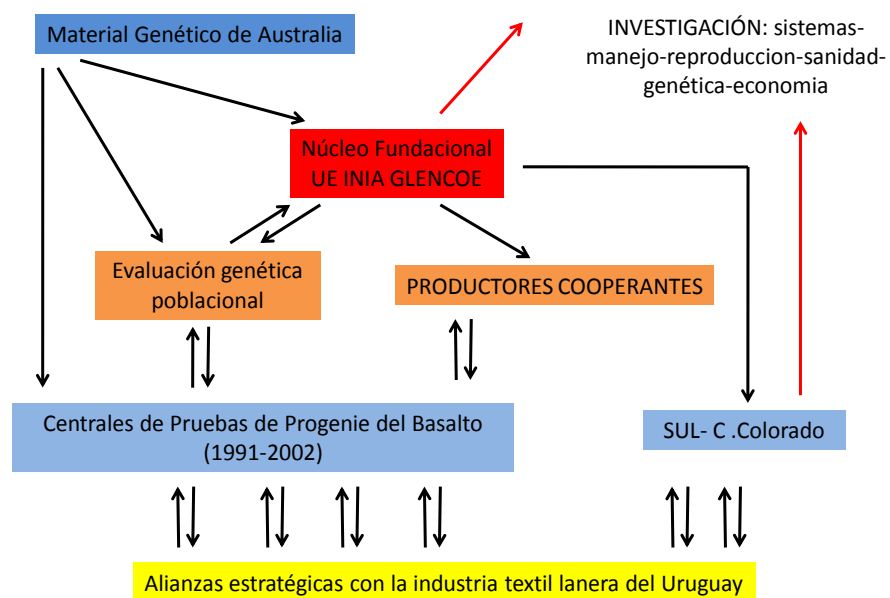 Material Genético de Australia
INVESTIGACIÓN: sistemas-
manejo-reproduccion-sanidad-
genética-economia
Núcleo Fundacional
UE INIA GLENCOE
Evaluación genética
poblacional
PRODUCTORES COOPERANTES
Centrales de Pruebas de Progenie del Basalto
(1991-2002)
SUL- C .Colorado
Alianzas estratégicas con la industria textil lanera del Uruguay